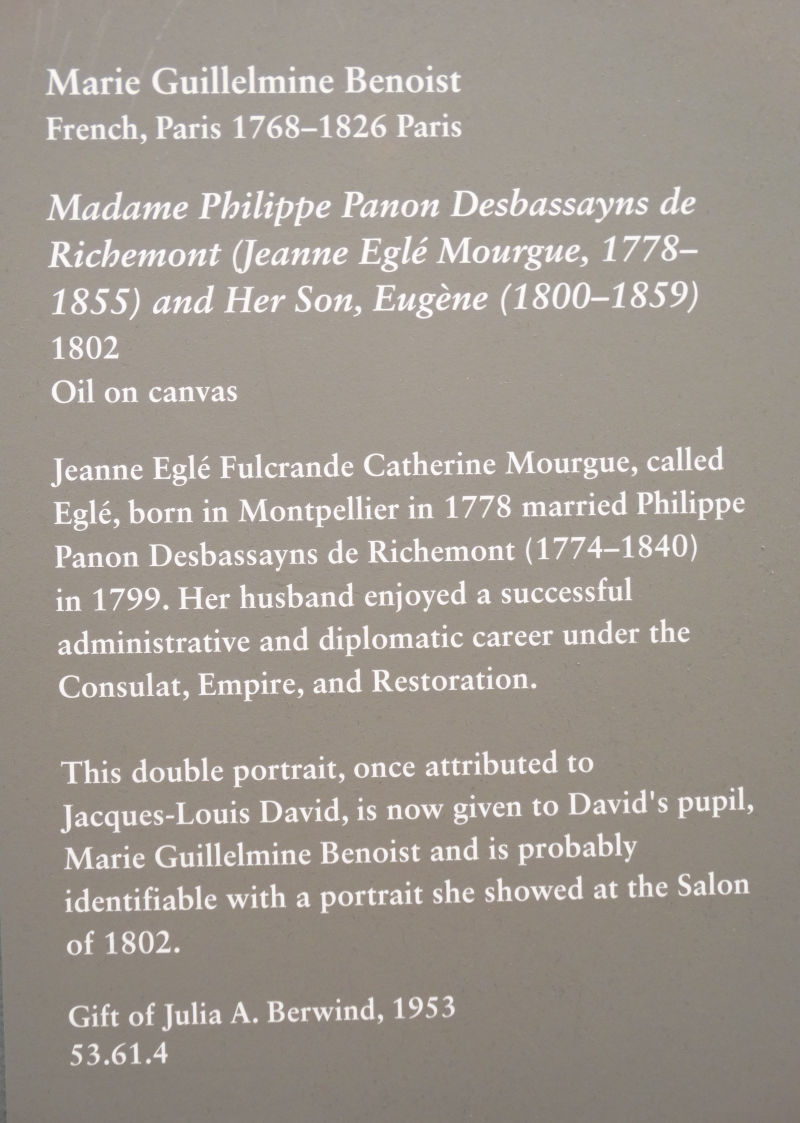 Marie Guillelmine Benoist
French, Paris 1768–1826 Paris
Madame Philippe Panon Desbassayns de
Richemont (Jeanne Eglé Mourgue, 1778–
1855) and Her Son, Eugène (1800–1859)
1802
Oil on canvas
Jeanne Eglé Fulcrande Catherine Mourgue, called
Eglé, born in Montpellier in 1778 married Philippe
Panon Desbassayns de Richemont (1774–1840)
in 1799. Her husband enjoyed a successful
administrative and diplomatic career under the
Consulat, Empire, and Restoration.
This double portrait, once attributed to
Jacques-Louis David, is now given to David's pupil,
Marie Guillelmine Benoist and is probably
identifiable with a portrait she showed at the Salon
of 1802.
Gift of Julia A. Berwind, 1953
53.61.4